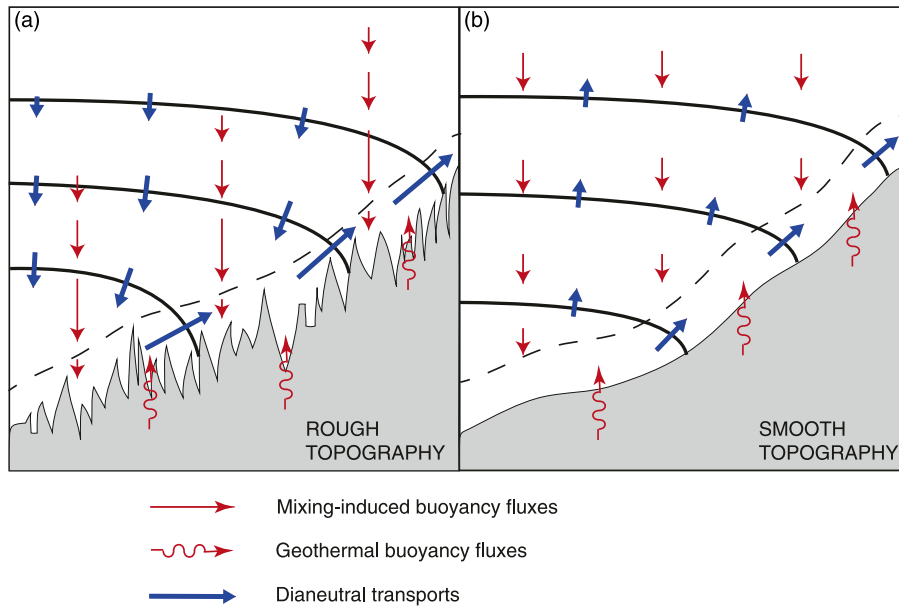 (a)
ROUGH
TOPOGRAPHY
(b)
SMOOTH
TOPOGRAPHY
Mixing-induced buoyancy fluxes
Geothermal buoyancy fluxes
Dianeutral transports